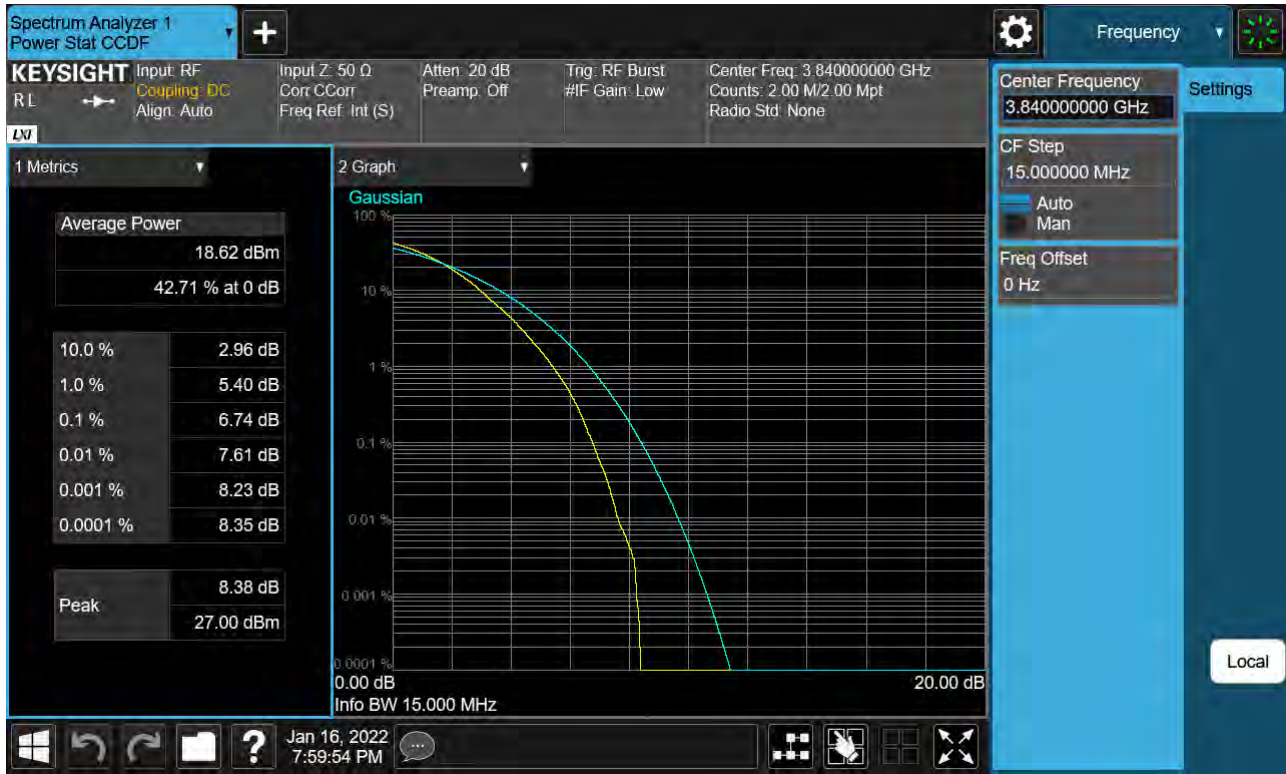 Spectrum Analyzer 1
Power Stat CCDF
+
Frequency
KEYSIGHT
RL
LXI
Input: RF
Coupling: DC
Align: Auto
Input Z: 50 Ω
Corr CCorr
Freq Ref: Int (S)
Atten: 20 dB
Preamp: Off
Trig: RF Burst
#IF Gain: Low
Center Freq: 3.840000000 GHz
Counts: 2.00 M/2.00 Mpt
Radio Std: None
Center Frequency
3.840000000 GHz
Settings
CF Step
15.000000 MHz
Auto
Man
Freq Offset
0 Hz
1 Metrics
Average Power
18.62 dBm
42.71 % at 0 dB
10.0 % 2.96 dB
1.0 % 5.40 dB
0.1 % 6.74 dB
0.01 % 7.61 dB
0.001 % 8.23 dB
0.0001 % 8.35 dB
Peak
8.38 dB
27.00 dBm
2 Graph
Gaussian
100 %
10 %
1 %
0.1 %
0.01 %
0.001 %
0.0001 %
0.00 dB
20.00 dB
Info BW 15.000 MHz
Local
?
Jan 16, 2022
7:59:54 PM